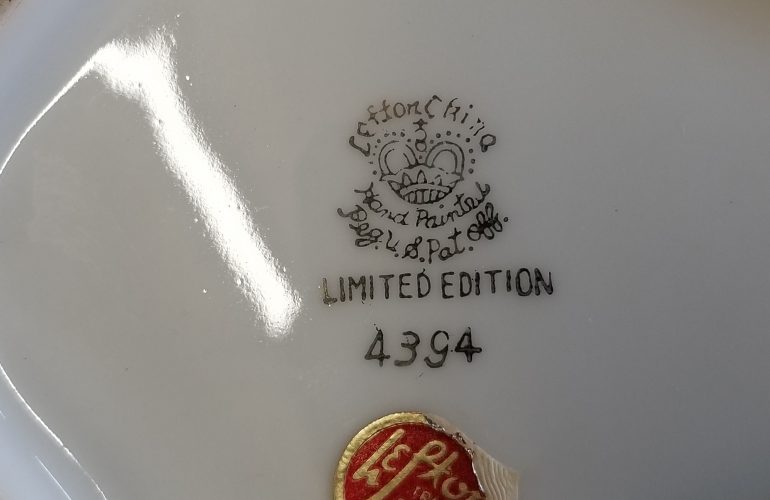 Lefton China
Hand Painted
Reg. U.S. Pat. Off.
LIMITED EDITION
4394
Lefton